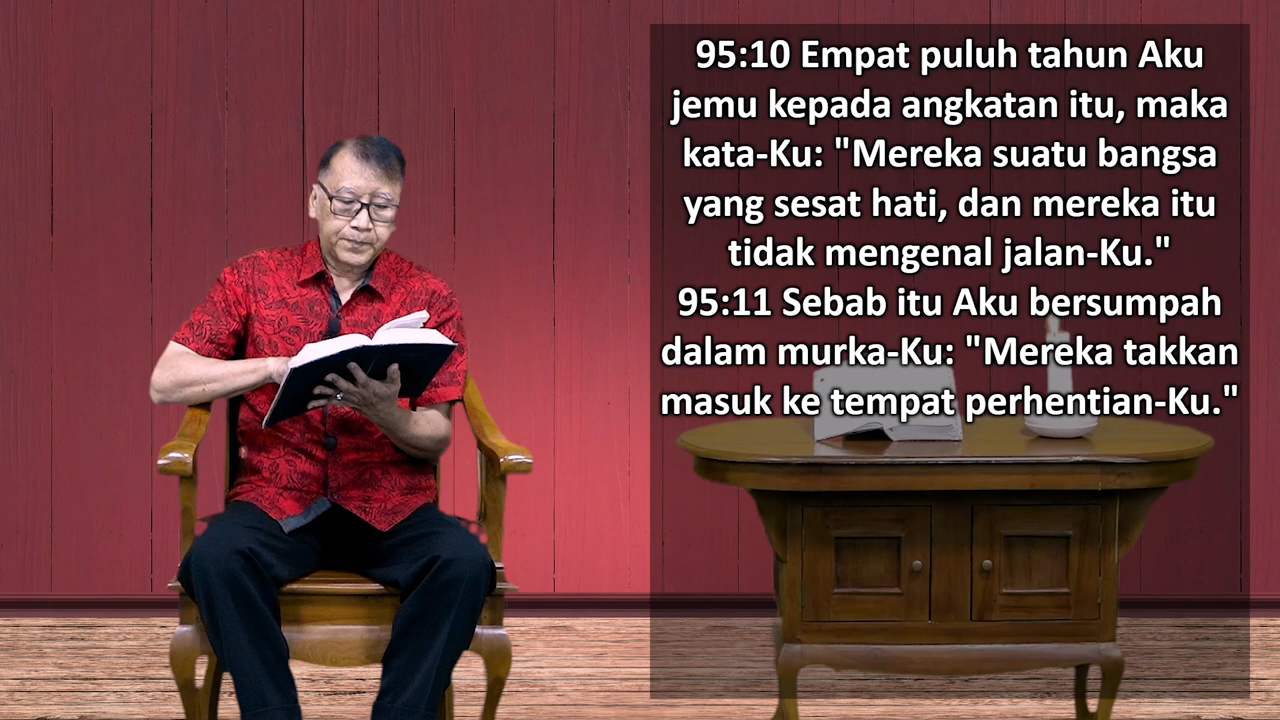 95:10 Empat puluh tahun Aku
jemu kepada angkatan itu, maka
kata-Ku: "Mereka suatu bangsa
yang sesat hati, dan mereka itu
tidak mengenal jalan-Ku."
95:11 Sebab itu Aku bersumpah
dalam murka-Ku: "Mereka takkan
masuk ke tempat perhentian-Ku."